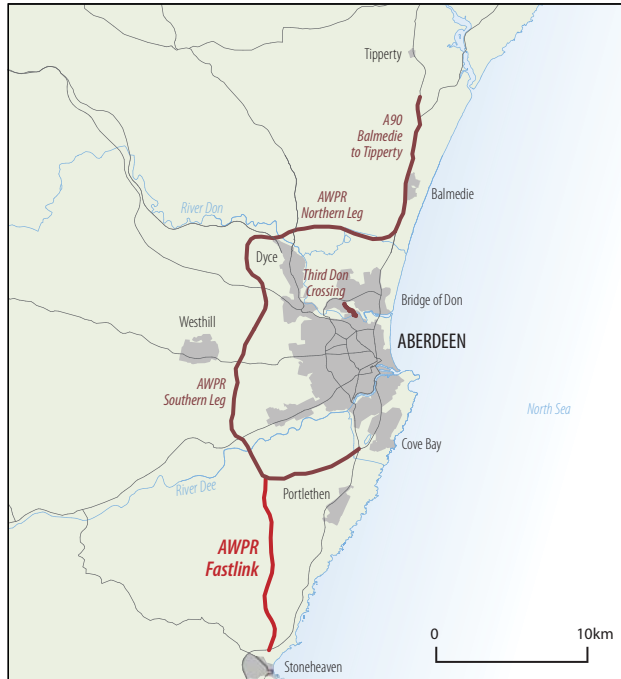 Tipperty
A90
Balmedie
to Tipperty
Balmedie
AWPR
Northern Leg
River Don
Dyce
Third Don
Crossing
Bridge of Don
Westhill
ABERDEEN
AWPR
Southern Leg
North Sea
Cove Bay
River Dee
Portlethen
AWPR
Fastlink
0
10km
Stoneheaven